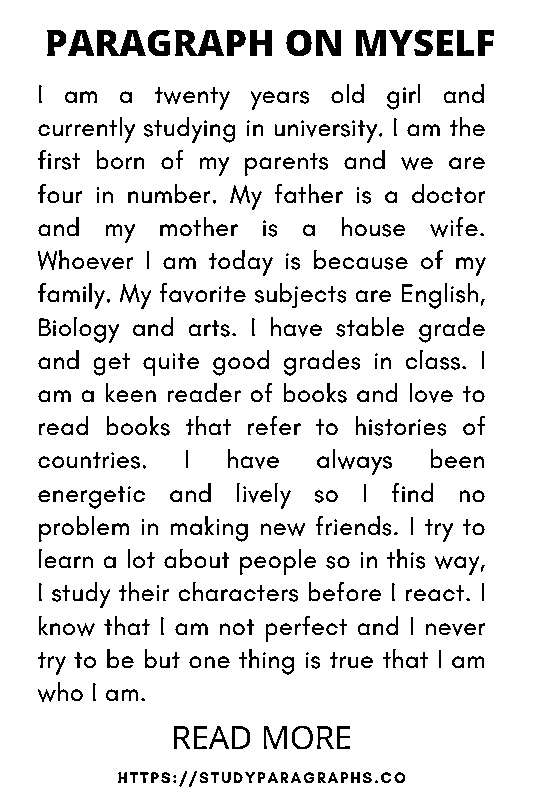 PARAGRAPH ON MYSELF
I am a twenty years old girl and
currently studying in university. I am the
first born of my parents and we are
four in number. My father is a doctor
and my mother is a house wife.
Whoever I am today is because of my
family. My favorite subjects are English,
Biology and arts. I have stable grade
and get quite good grades in class. I
am a keen reader of books and love to
read books that refer to histories of
countries. I have always been
energetic and lively so I find no
problem in making new friends. I try to
learn a lot about people so in this way,
I study their characters before I react. I
know that I am not perfect and I never
try to be but one thing is true that I am
who I am.
READ MORE
HTTPS://STUDYPARAGRAPHS.CO